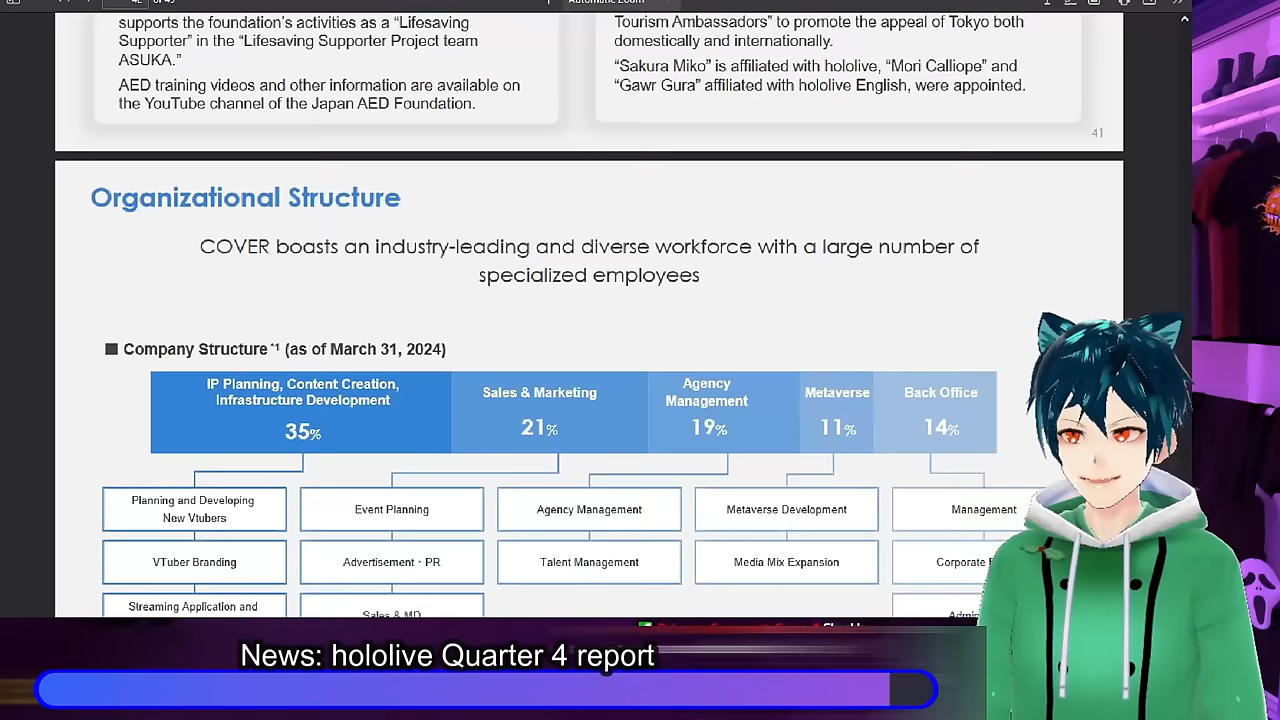 supports the foundation's activities as a “Lifesaving
Supporter” in the “Lifesaving Supporter Project team
ASUKA.”
AED training videos and other information are available on
the YouTube channel of the Japan AED Foundation.
Tourism Ambassadors” to promote the appeal of Tokyo both
domestically and internationally.
“Sakura Miko” is affiliated with hololive, “Mori Calliope” and
“Gawr Gura” affiliated with hololive English, were appointed.
41
Organizational Structure
COVER boasts an industry-leading and diverse workforce with a large number of
specialized employees
Company Structure *1 (as of March 31, 2024)
IP Planning, Content Creation,
Infrastructure Development
35%
Sales & Marketing
21%
Agency
Management
19%
Metaverse
11%
Back Office
14%
Planning and Developing
New Vtubers
Event Planning
Agency Management
Metaverse Development
Management
VTuber Branding
Advertisement・PR
Talent Management
Media Mix Expansion
Corporate
Streaming Application and
Sales & MD
News: hololive Quarter 4 report